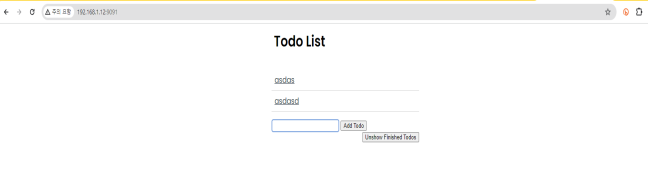 주의 요함 192.168.1.12:9091
Todo List
asdas
asdasd
Add Todo
Unshow Finished Todos